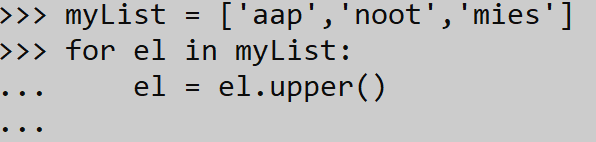 >>> myList = ['aap','noot','mies']
>>> for el in myList:
...     el = el.upper()
...